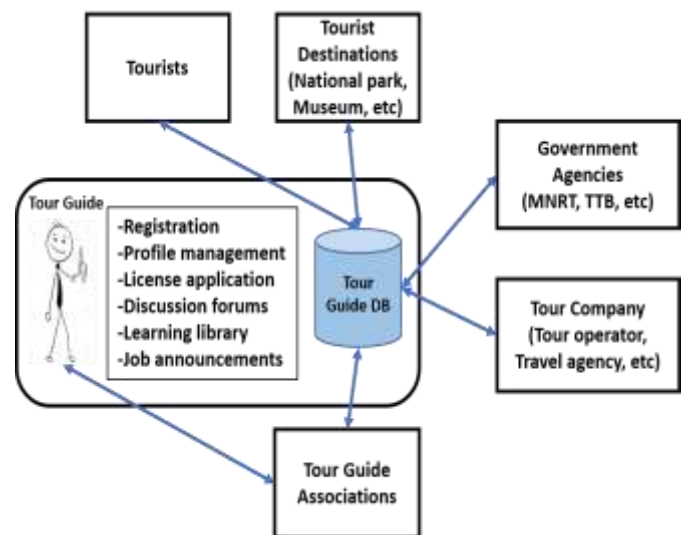 Tourists
Tourist
Destinations
(National park,
Museum, etc)
Government
Agencies
(MNRT, TTB, etc)
Tour Guide
-Registration
-Profile management
-License application
-Discussion forums
-Learning library
-Job announcements
Tour
Guide DB
Tour Company
(Tour operator,
Travel agency, etc)
Tour Guide
Associations